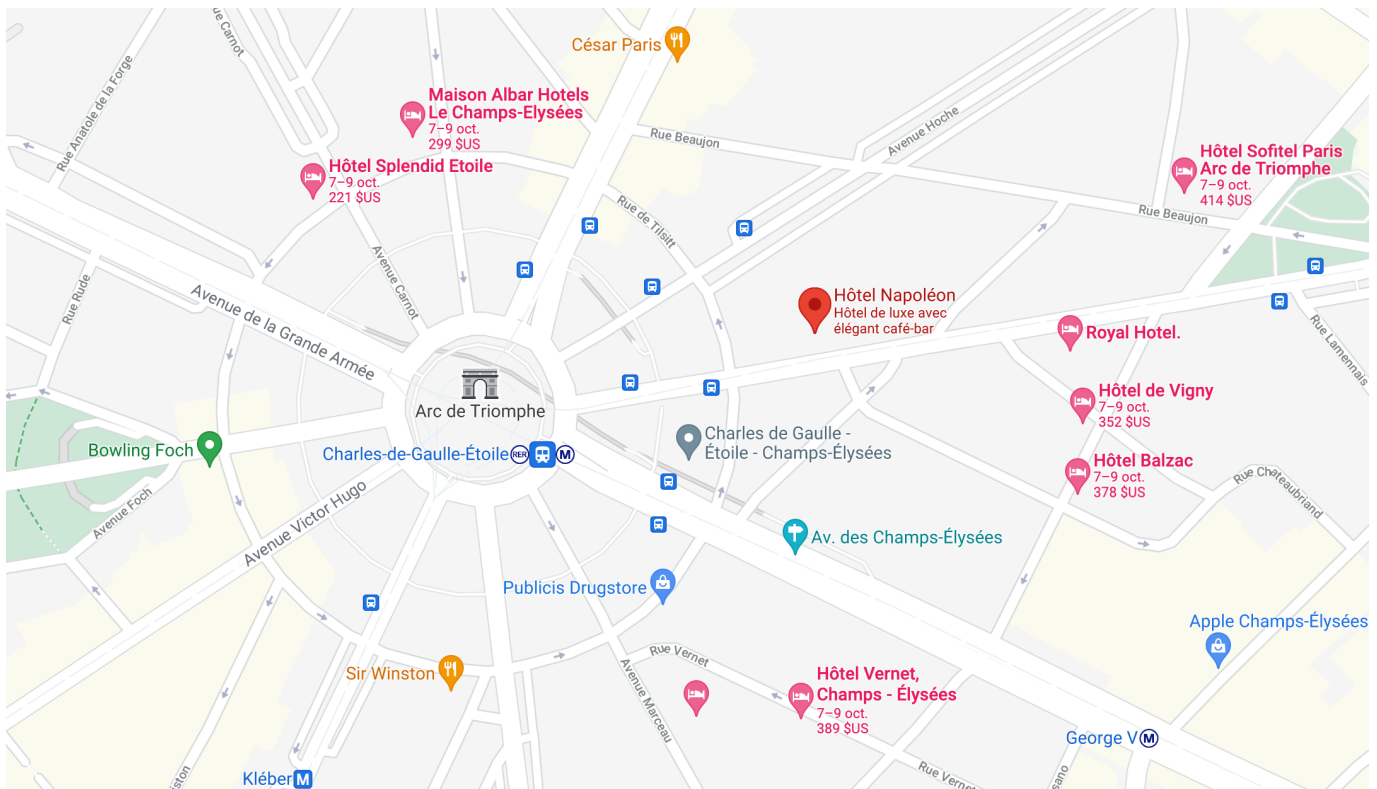 ue Carnot
César Paris
Rue Anatole de la Forge
Maison Albar Hotels
Le Champs-Elysées
7–9 oct.
299 $US
Avenue Hoche
Rue Beaujon
Hôtel Sofitel Paris
Arc de Triomphe
7–9 oct.
414 $US
Hôtel Splendid Etoile
7–9 oct.
221 $US
Rue de Tilsitt
Rue Beaujon
Avenue Carnot
Rue Rude
Avenue de la Grande Armée
Hôtel Napoléon
Hôtel de luxe avec
élégant café-bar
Royal Hotel.
Rue Lamennais
Arc de Triomphe
Hôtel de Vigny
7–9 oct.
352 $US
Bowling Foch
Charles-de-Gaulle-Étoile
RER
M
Charles de Gaulle -
Étoile - Champs-Élysées
Hôtel Balzac
7–9 oct.
378 $US
Rue Chateaubriand
Avenue Foch
Avenue Victor Hugo
Av. des Champs-Élysées
Publicis Drugstore
Apple Champs-Élysées
Sir Winston
Rue Vernet
Avenue Marceau
Hôtel Vernet,
Champs - Élysées
7–9 oct.
389 $US
George V
M
Kléber
M
iston
Rue Vernet
sano